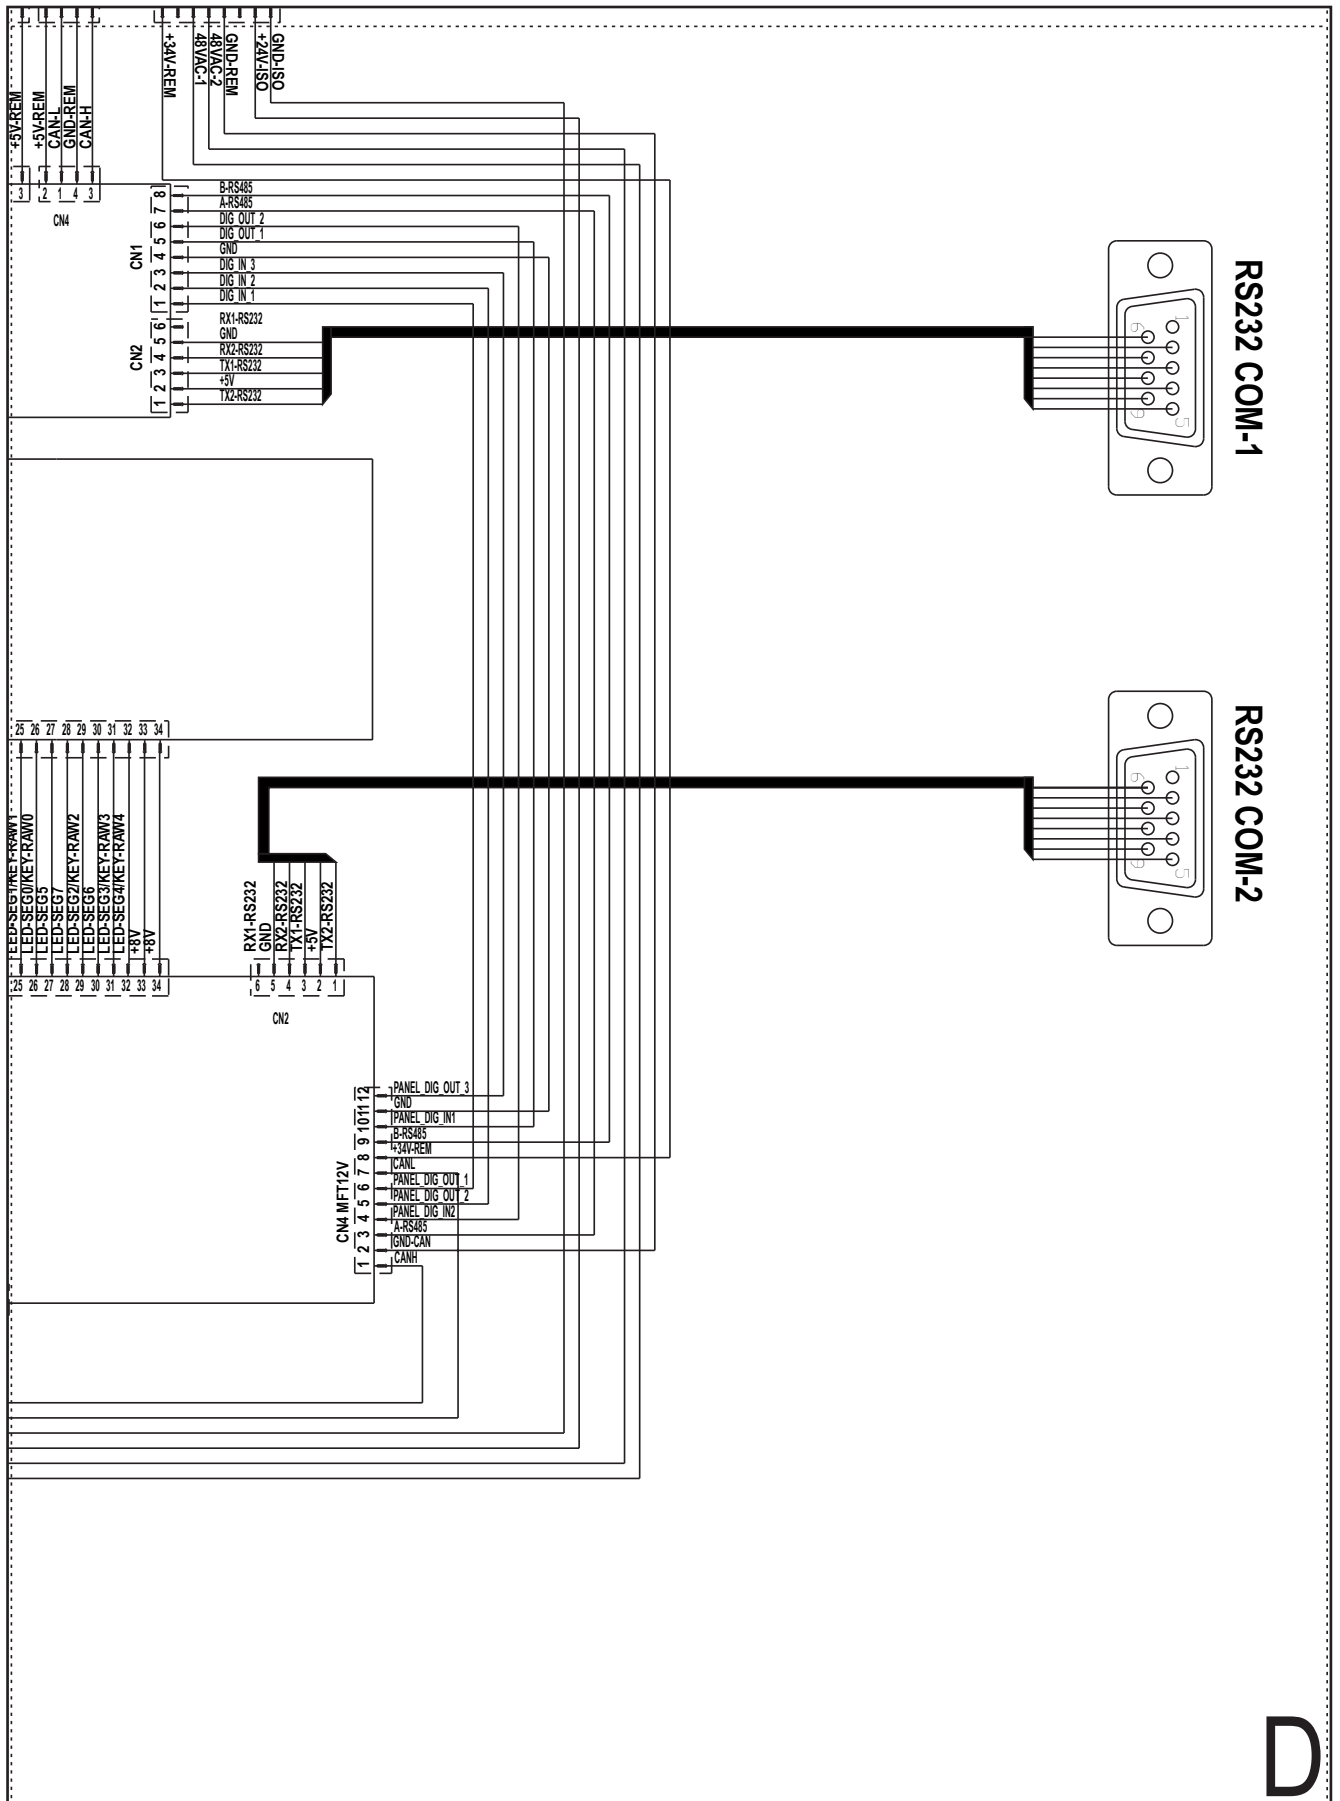 +34V-REM
48VAC-1
48VAC-2
GND-REM
+24V-ISO
GND-ISO
+5V-REM
+5V-REM
CAN-L
GND-REM
CAN-H
3
2 1 4 3
CN4
CN1
8 B-RS485
7 A-RS485
6 DIG_OUT_2
5 DIG_OUT_1
4 GND
3 DIG_IN_3
2 DIG_IN_2
1 DIG_IN_1
CN2
6 RX1-RS232
5 GND
4 RX2-RS232
3 TX1-RS232
2 +5V
1 TX2-RS232
RS232 COM-1
1
6
9
5
RS232 COM-2
1
6
9
5
25 26 27 28 29 30 31 32 33 34
LED-SEG1/KEY-RAW1
LED-SEG0/KEY-RAW0
LED-SEG5
LED-SEG7
LED-SEG2/KEY-RAW2
LED-SEG6
LED-SEG3/KEY-RAW3
LED-SEG4/KEY-RAW4
+8V
+8V
25 26 27 28 29 30 31 32 33 34
RX1-RS232
GND
RX2-RS232
TX1-RS232
+5V
TX2-RS232
6 5 4 3 2 1
CN2
CN4 MFT12V
12 PANEL_DIG_OUT_3
11 GND
10 PANEL_DIG_IN1
9 B-RS485
8 +34V-REM
7 CANL
6 PANEL_DIG_OUT_1
5 PANEL_DIG_OUT_2
4 PANEL_DIG_IN2
3 A-RS485
2 GND-CAN
1 CANH
D